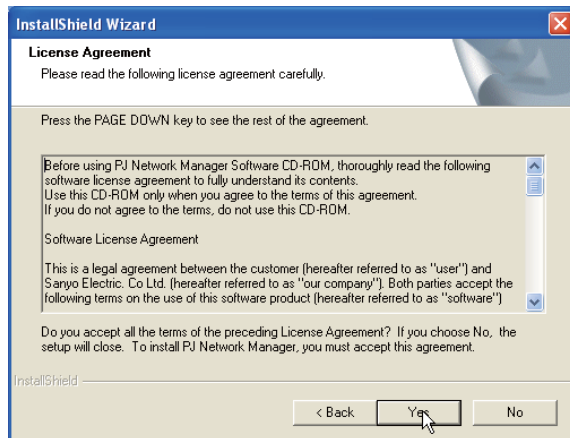 InstallShield Wizard
License Agreement
Please read the following license agreement carefully.
Press the PAGE DOWN key to see the rest of the agreement.
Before using PJ Network Manager Software CD-ROM, thoroughly read the following
software license agreement to fully understand its contents.
Use this CD-ROM only when you agree to the terms of this agreement.
If you do not agree to the terms, do not use this CD-ROM.
Software License Agreement
This is a legal agreement between the customer (hereafter referred to as "user") and
Sanyo Electric. Co Ltd. (hereafter referred to as "our company"). Both parties accept the
following terms on the use of this software product (hereafter referred to as "software")
Do you accept all the terms of the preceding License Agreement? If you choose No, the
setup will close. To install PJ Network Manager, you must accept this agreement.
InstallShield
< Back Yes No